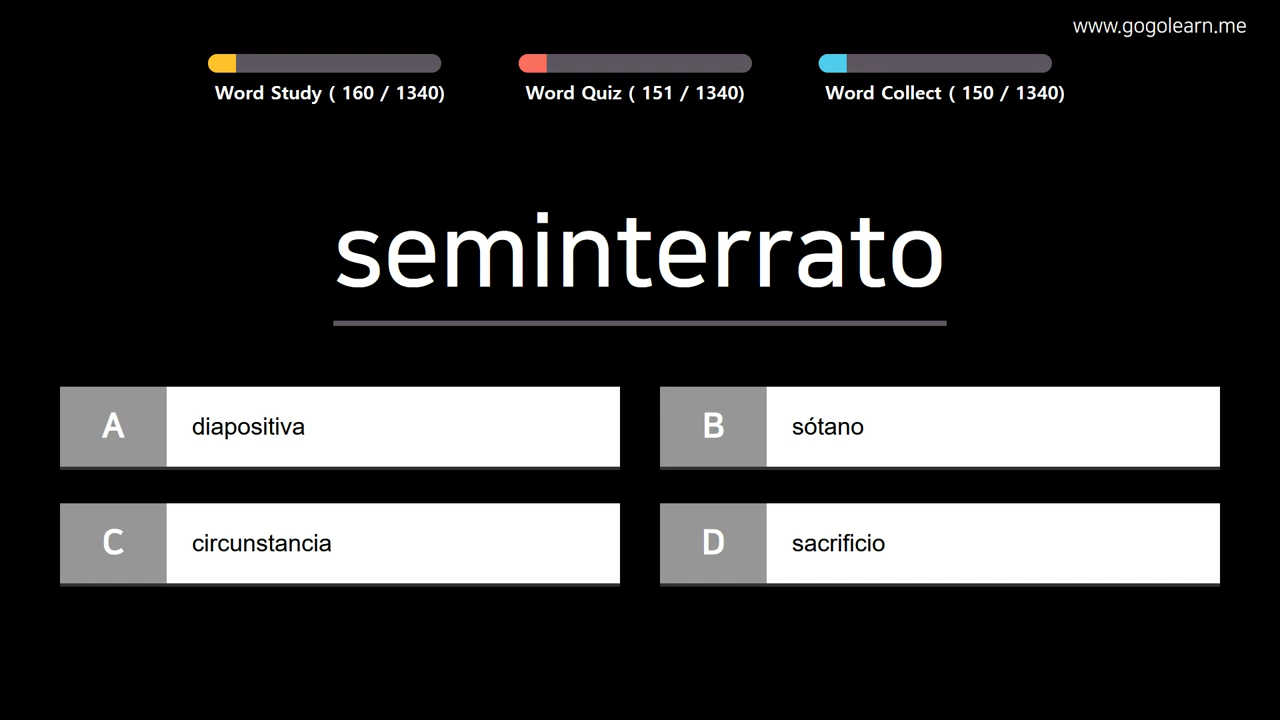 www.gogolearn.me
Word Study ( 160 / 1340)
Word Quiz ( 151 / 1340)
Word Collect ( 150 / 1340)
seminterrato
A
diapositiva
B
sótano
C
circunstancia
D
sacrificio